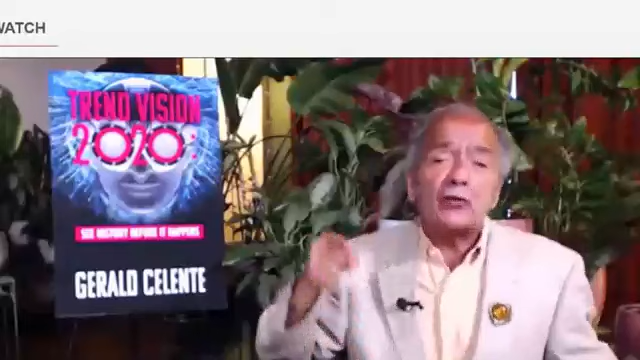 WATCH
TREND VISION
2020:
SEE HISTORY BEFORE IT HAPPENS
GERALD CELENTE